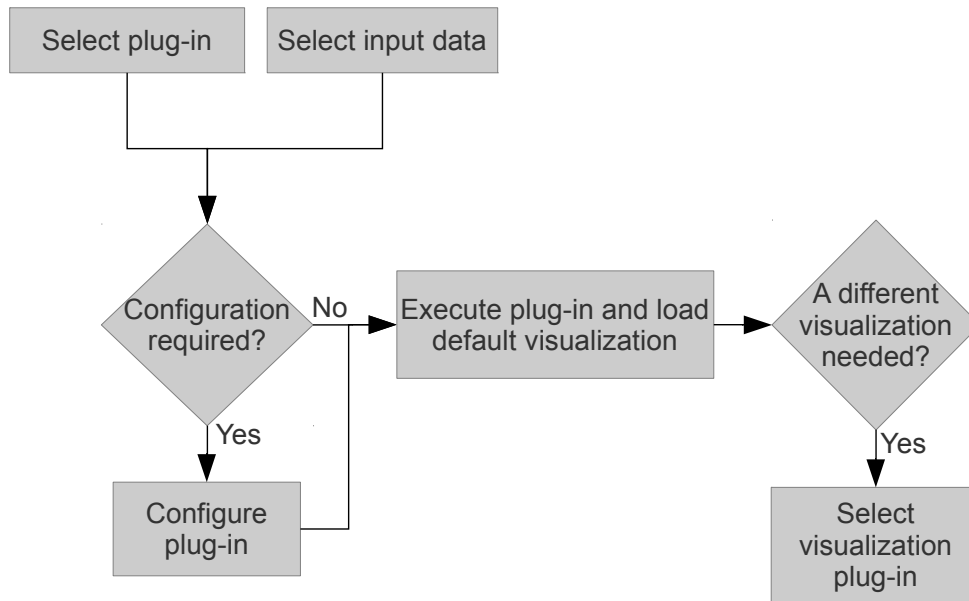 Select plug-in
Select input data
Configuration
required?
No
Execute plug-in and load
default visualization
A different
visualization
needed?
Yes
Configure
plug-in
Yes
Select
visualization
plug-in